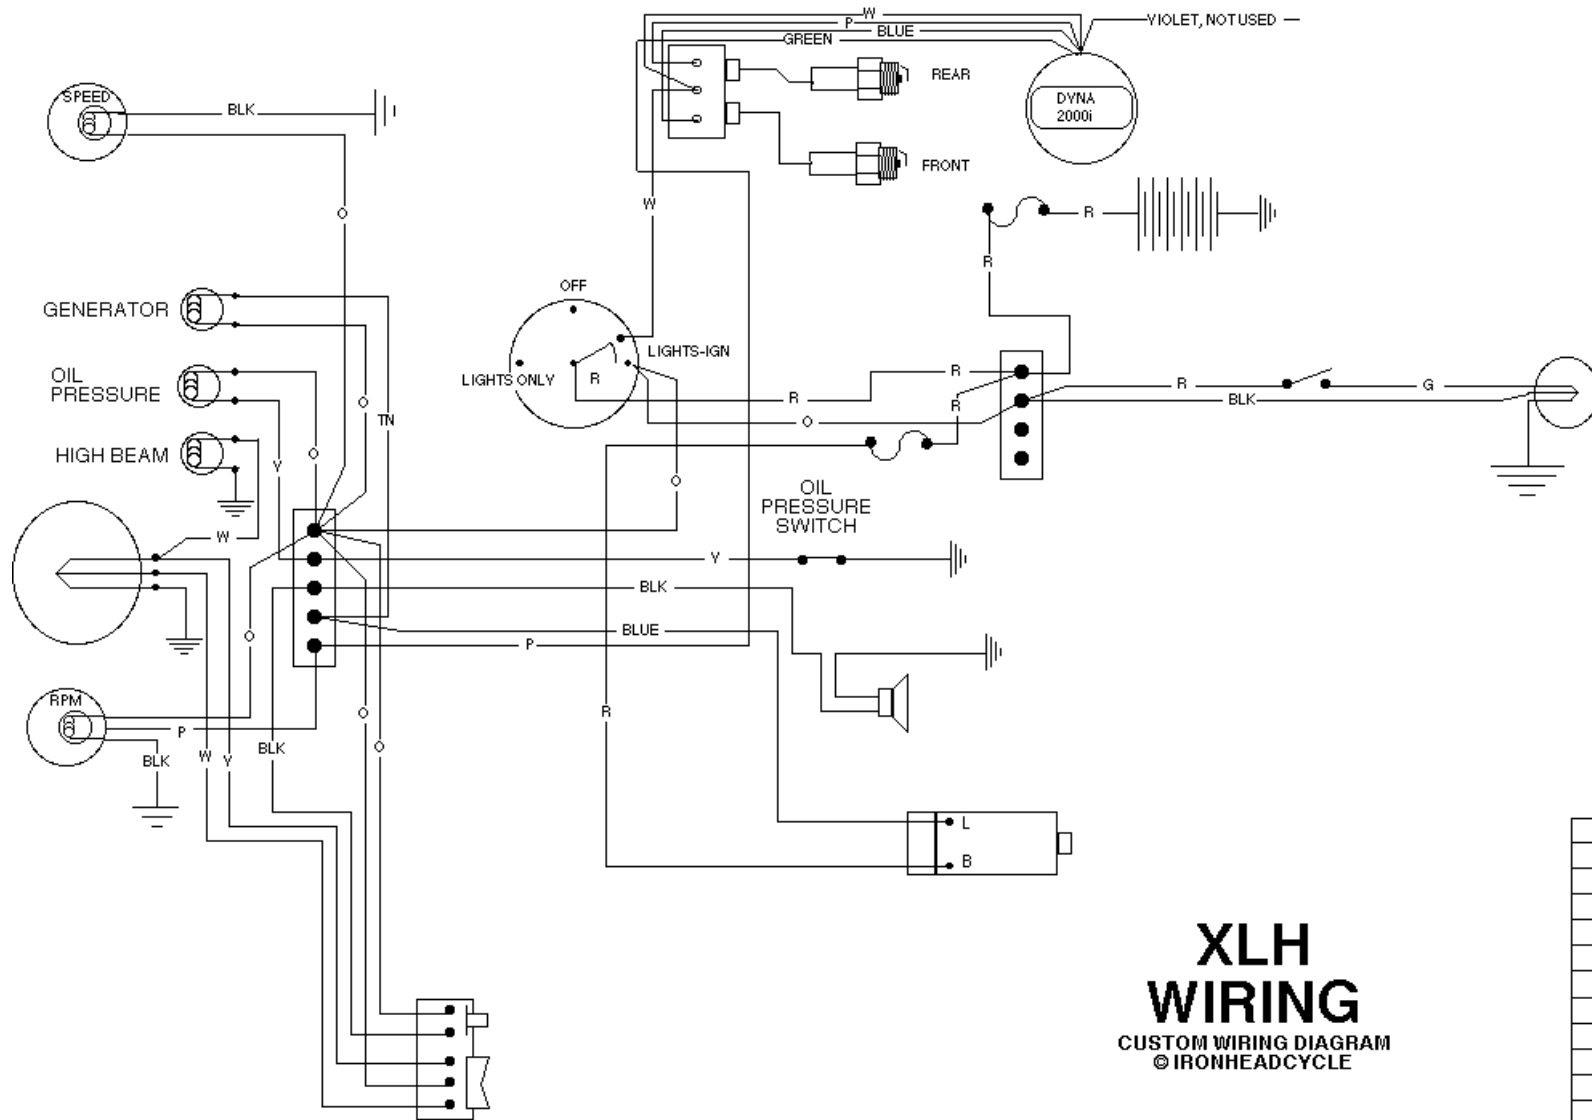 W
P
BLUE
GREEN
VIOLET, NOT USED
SPEED
BLK
REAR
DYNA
2000i
FRONT
O
W
R
R
GENERATOR
OFF
LIGHTS-IGN
LIGHTS ONLY
R
R
R
R
O
R
G
BLK
OIL
PRESSURE
O
TN
HIGH BEAM
Y
O
O
OIL
PRESSURE
SWITCH
W
Y
BLK
BLUE
P
O
RPM
P
BLK
W
Y
BLK
O
O
R
L
B
XLH
WIRING
CUSTOM WIRING DIAGRAM
© IRONHEADCYCLE